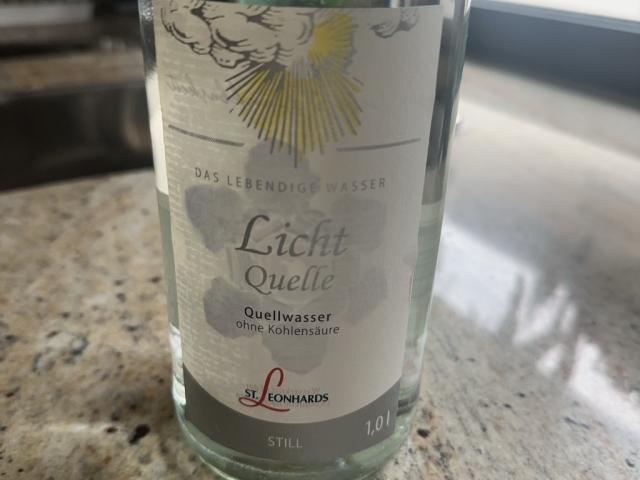 DAS LEBENDIGE WASSER
Licht
Quelle
Quellwasser
ohne Kohlensäure
ST. LEONHARDS
1,0 l
STILL